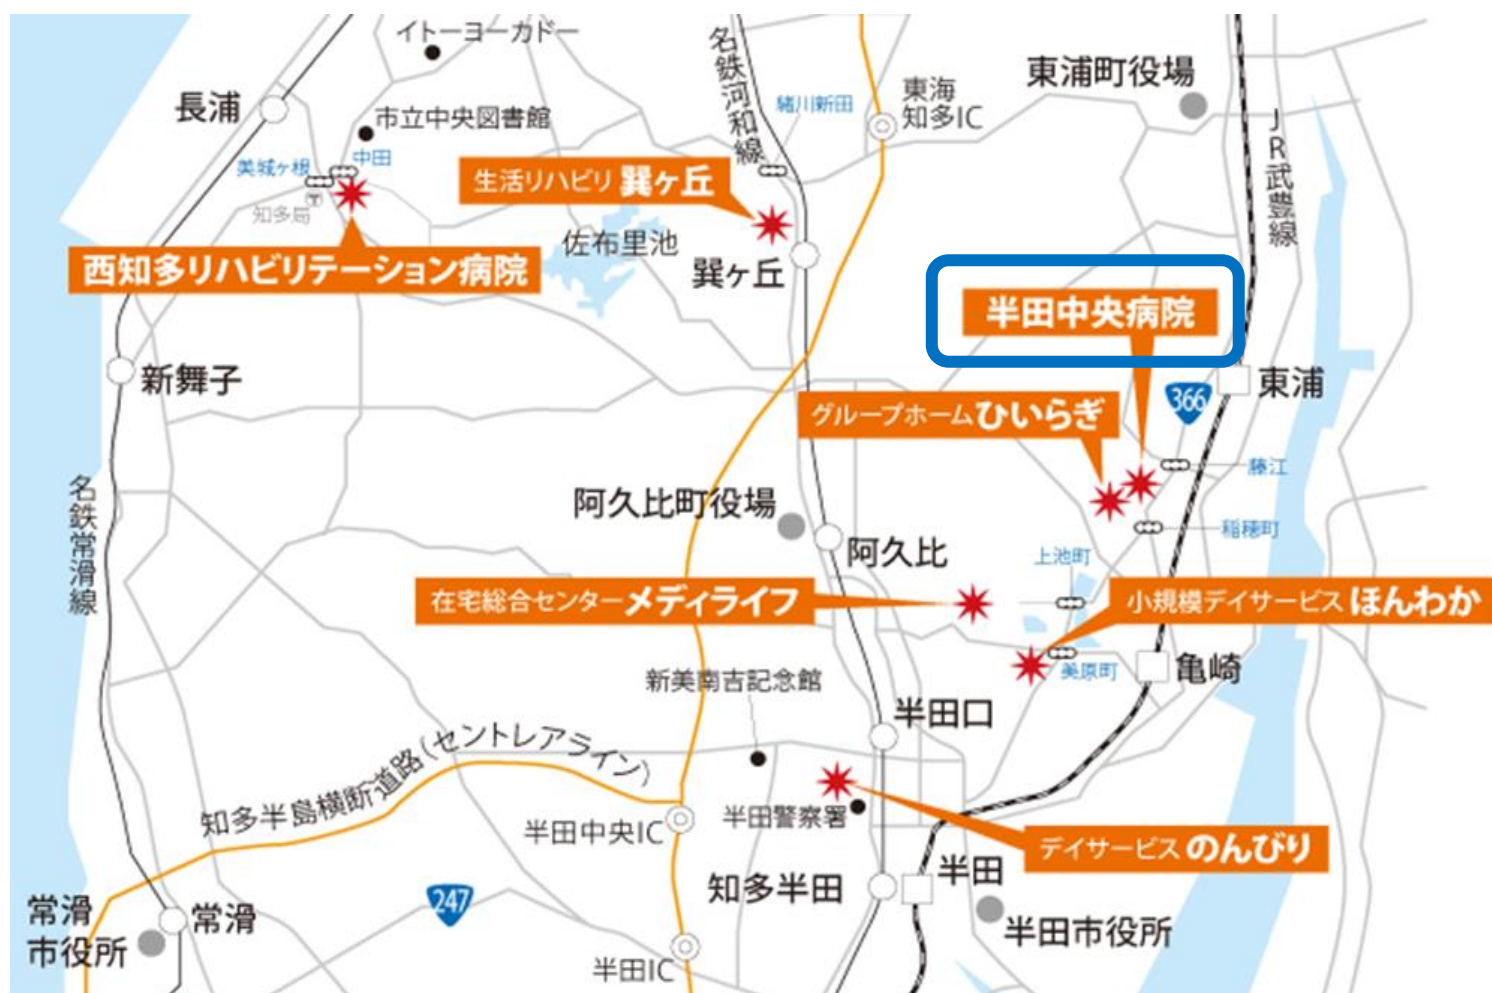 イトーヨーカドー
名鉄河和線
東浦町役場
長浦
緒川新田
東海
知多IC
市立中央図書館
JR武豊線
中田
美城ヶ根
生活リハビリ 巽ヶ丘
知多局
佐布里池
西知多リハビリテーション病院
巽ヶ丘
半田中央病院
新舞子
366
東浦
グループホーム ひいらぎ
藤江
名鉄常滑線
阿久比町役場
稲穂町
阿久比
上池町
在宅総合センター メディライフ
小規模デイサービス ほんわか
新美南吉記念館
美原町
亀崎
半田口
知多半島横断道路(セントレアライン)
半田中央IC
半田警察署
デイサービス のんびり
247
知多半田
半田
常滑
市役所
常滑
半田市役所
半田IC